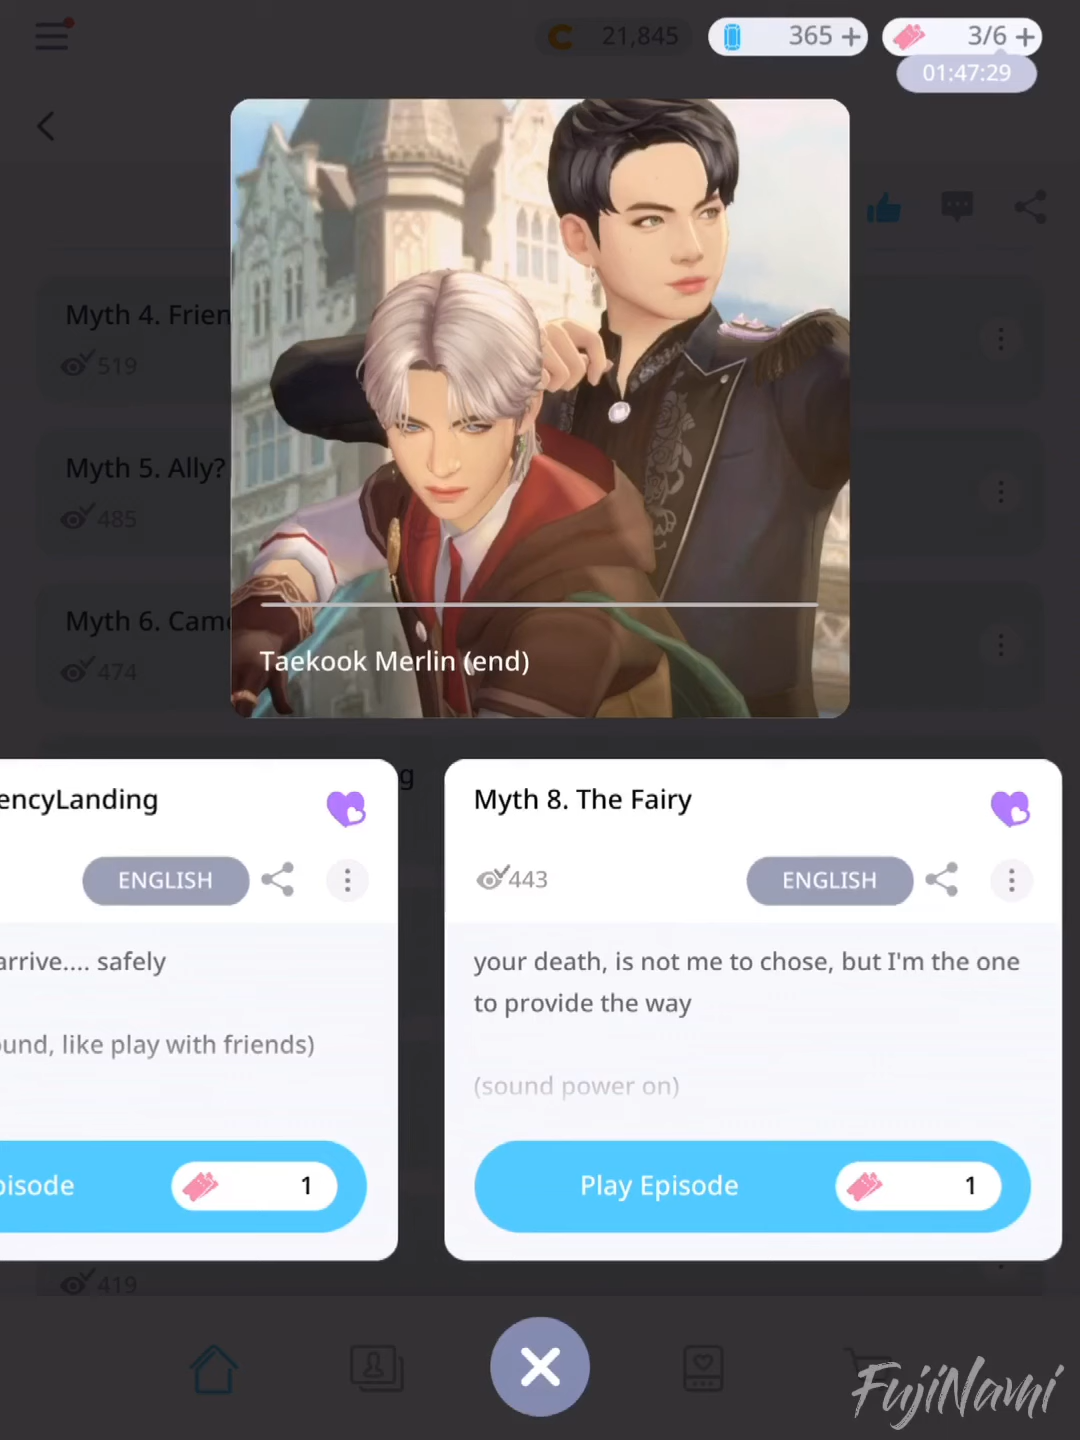 21,845
365 +
3/6 +
01:47:29
Myth 4. Frien
519
Myth 5. Ally?
485
Myth 6. Cam
474
Taekook Merlin (end)
g
encyLanding
ENGLISH
arrive.... safely
ound, like play with friends)
pisode
1
Myth 8. The Fairy
443
ENGLISH
your death, is not me to chose, but I'm the one
to provide the way
(sound power on)
Play Episode
1
419
FujiNami